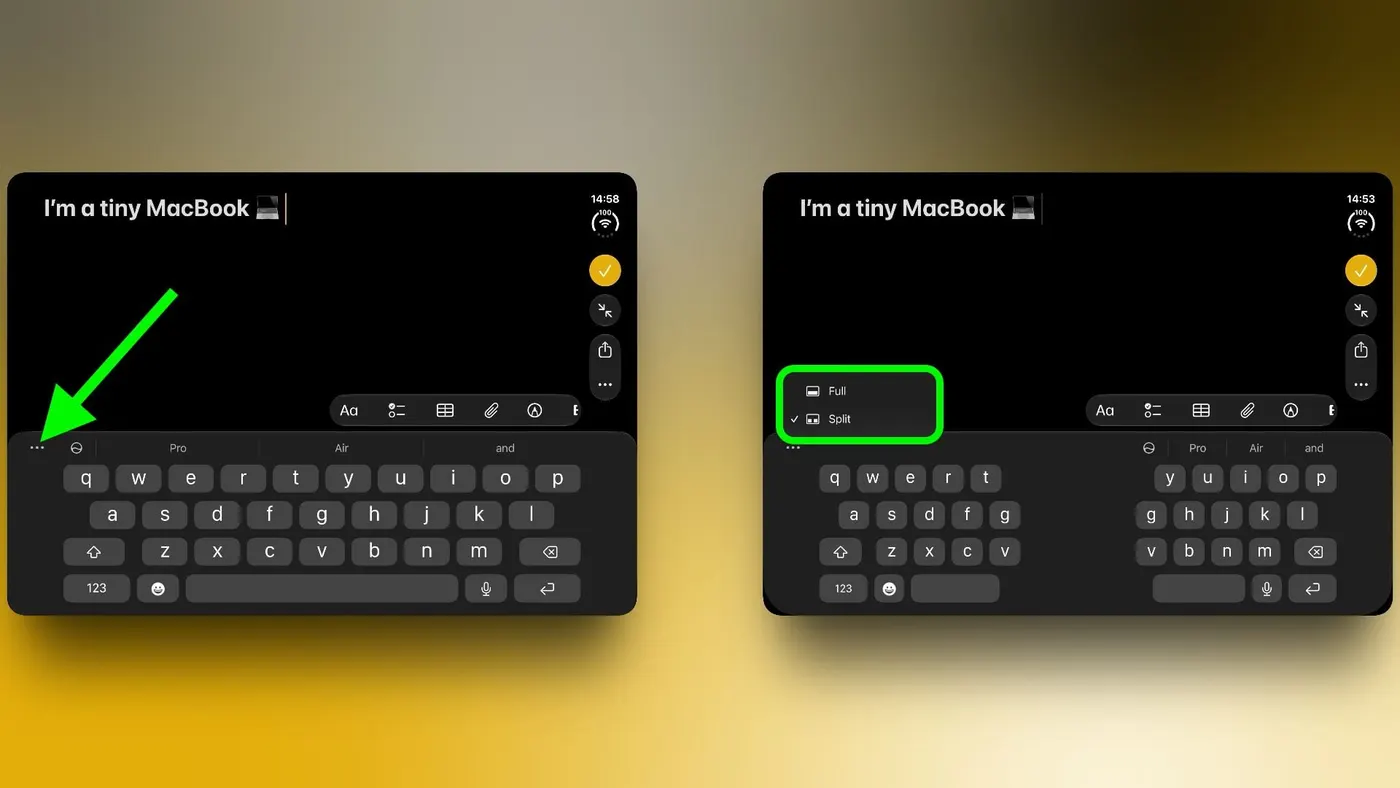 I'm a tiny MacBook 💻
14:58
100
Aa
Pro Air and
q w e r t y u i o p
a s d f g h j k l
z x c v b n m
123
I'm a tiny MacBook 💻
14:53
100
Full
Split
Aa
Pro Air and
q w e r t y u i o p
a s d f g g h j k l
z x c v v b n m
123